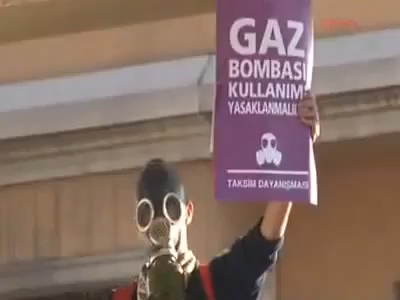 GAZ
BOMBASI
KULLANIMI
YASAKLANMALI
TAKSİM DAYANIŞMASI